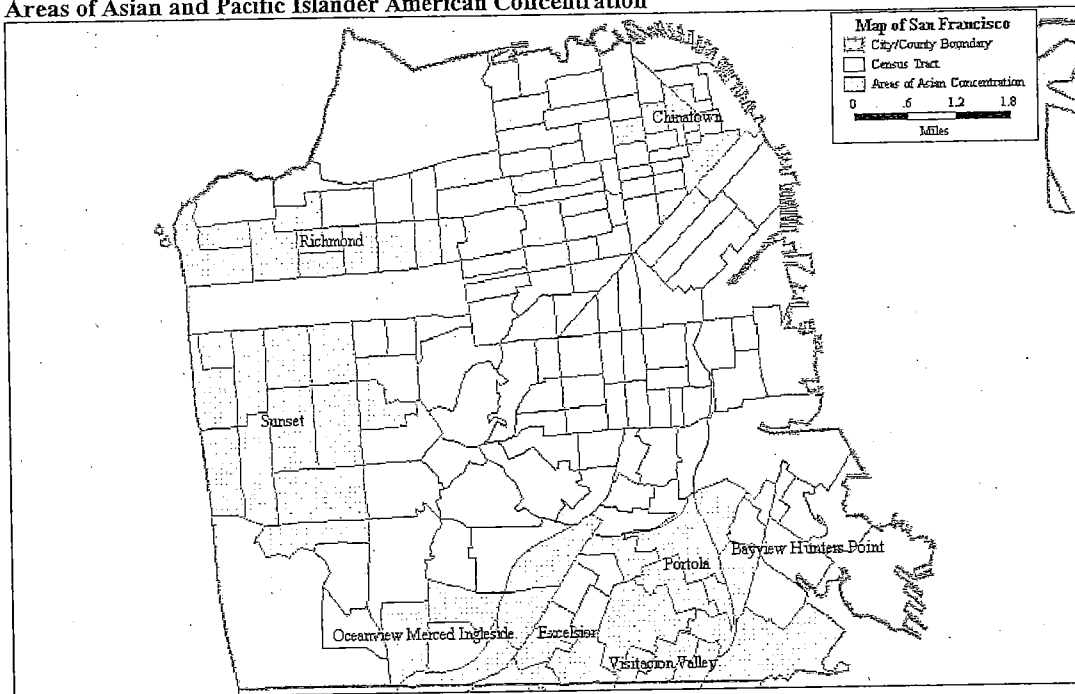 Areas of Asian and Pacific Islander American Concentration
Map of San Francisco
City/County Boundary
Census Tract
Areas of Asian Concentration
0 .6 1.2 1.8
Miles
Chinatown
Richmond
Sunset
Bayview Hunters Point
Portola
Oceanview Merced Ingleside
Excelsior
Visitacion Valley